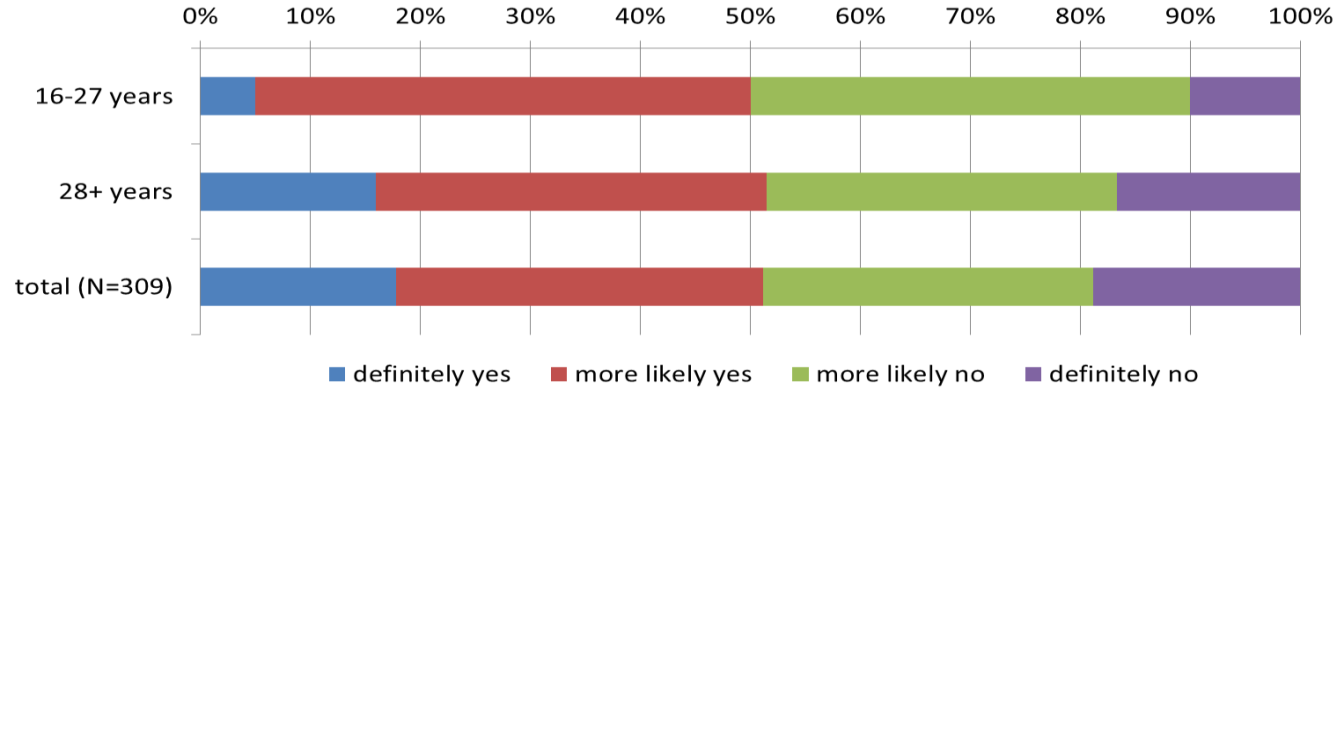 0% 10% 20% 30% 40% 50% 60% 70% 80% 90% 100%
16-27 years
28+ years
total (N=309)
definitely yes more likely yes more likely no definitely no